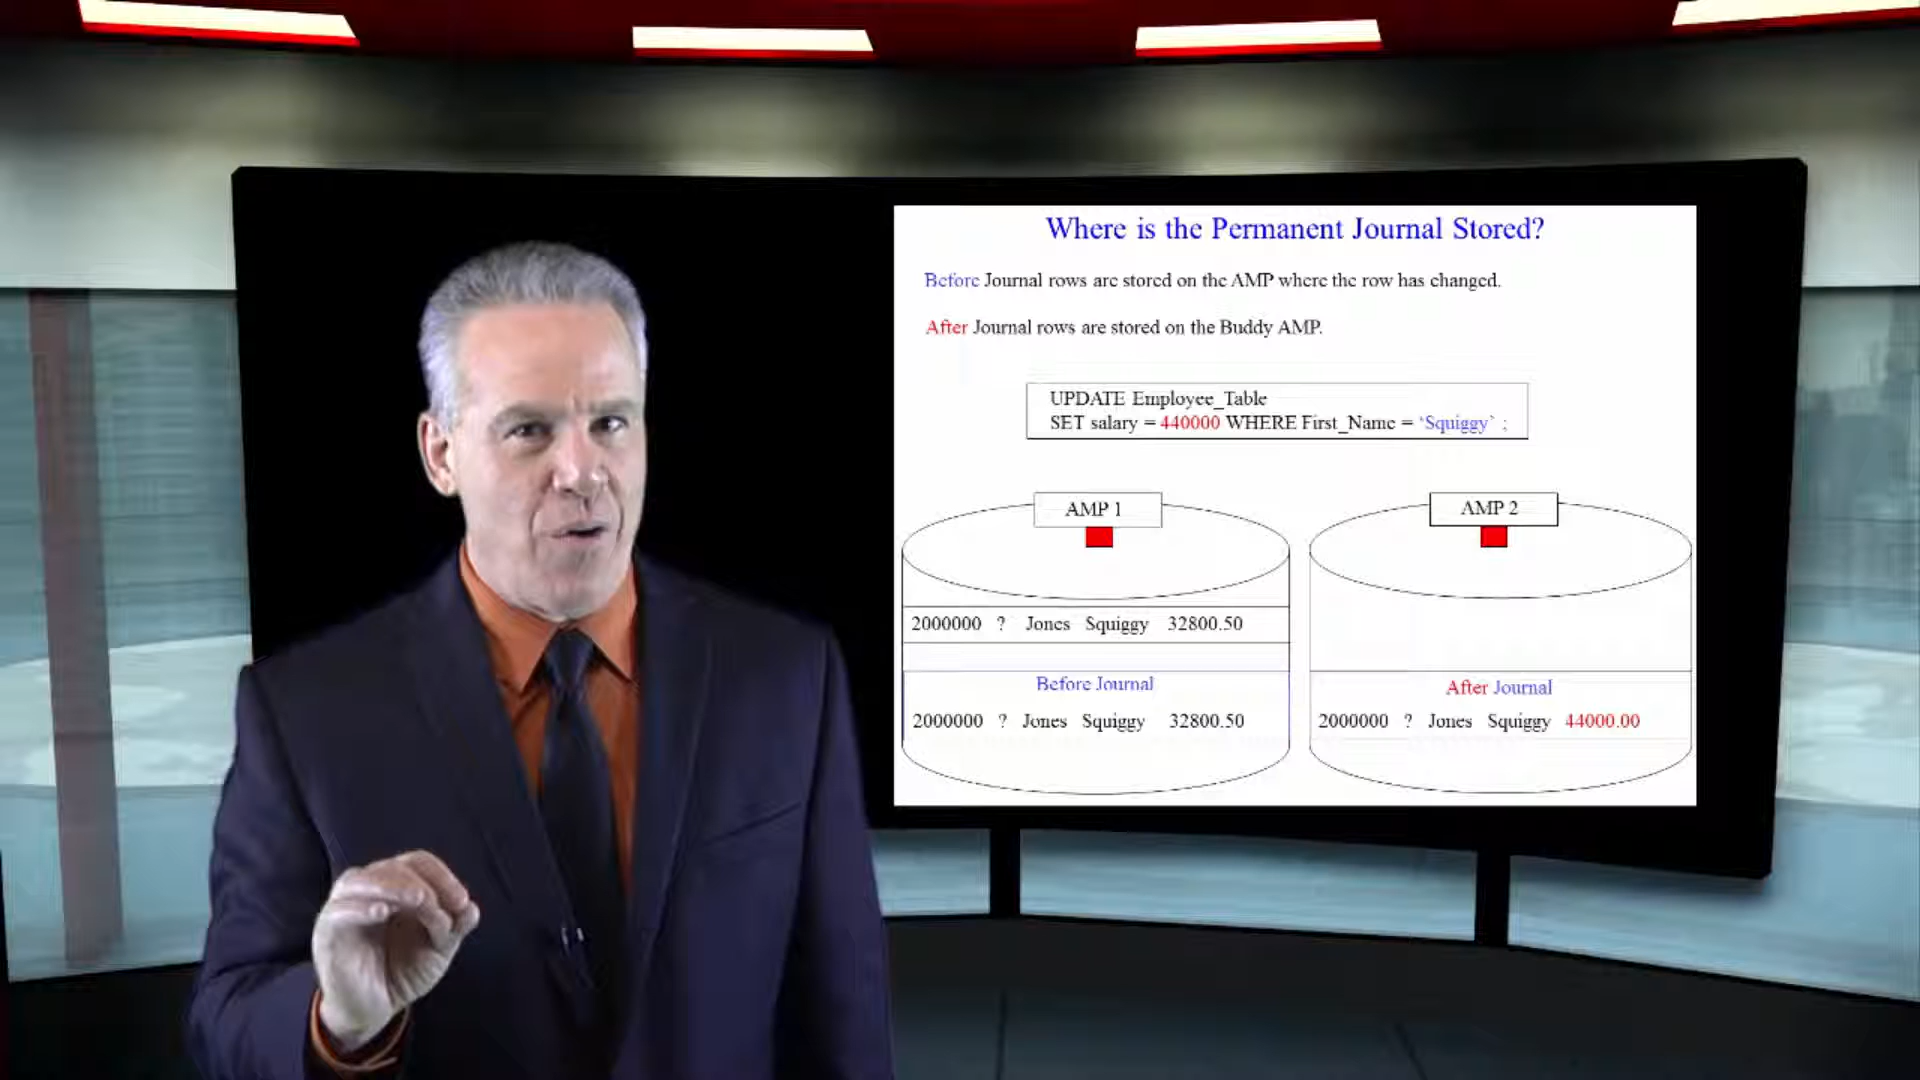 Where is the Permanent Journal Stored?
Before Journal rows are stored on the AMP where the row has changed.
After Journal rows are stored on the Buddy AMP.
UPDATE Employee_Table
SET salary = 440000 WHERE First_Name = ‘Squiggy’ ;
AMP 1
2000000 ? Jones Squiggy 32800.50
Before Journal
2000000 ? Jones Squiggy 32800.50
AMP 2
After Journal
2000000 ? Jones Squiggy 44000.00